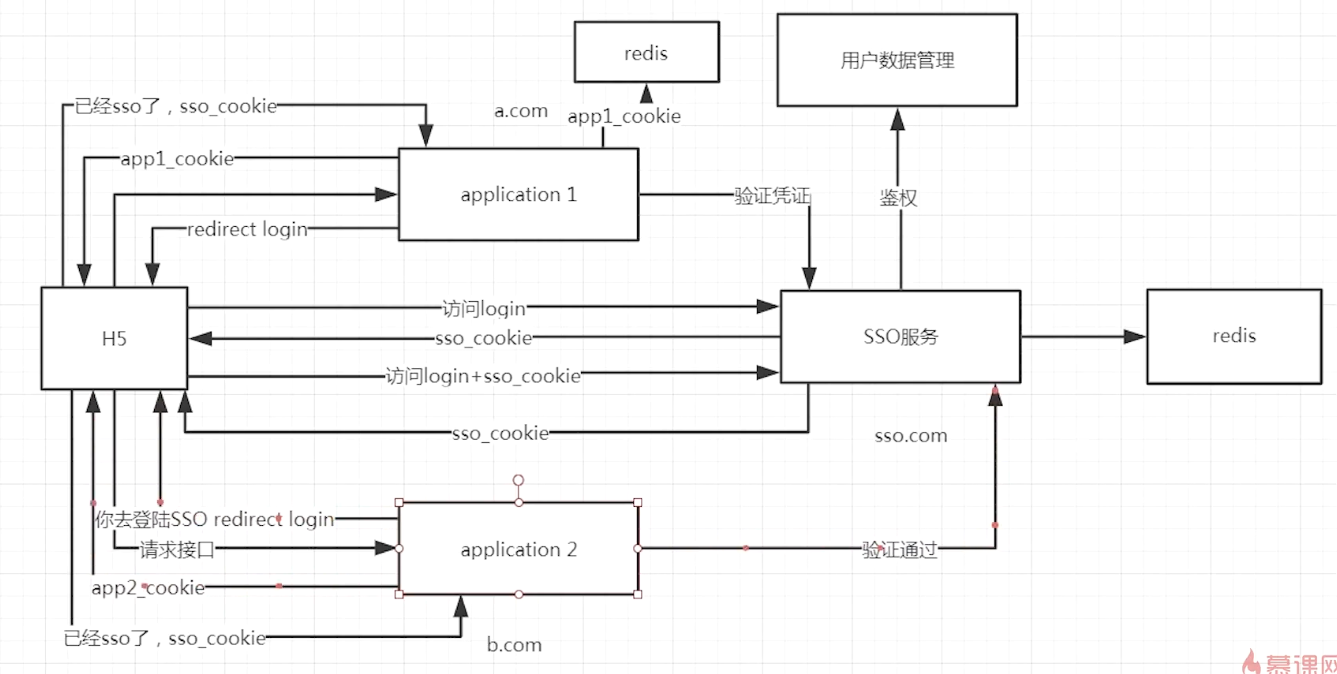 redis
用户数据管理
已经sso了，sso_cookie
a.com
app1_cookie
app1_cookie
application 1
验证凭证
鉴权
redirect login
访问login
H5
sso_cookie
SSO服务
redis
访问login+sso_cookie
sso_cookie
sso.com
你去登陆SSO redirect login
请求接口
application 2
验证通过
app2_cookie
已经sso了，sso_cookie
b.com
慕课网